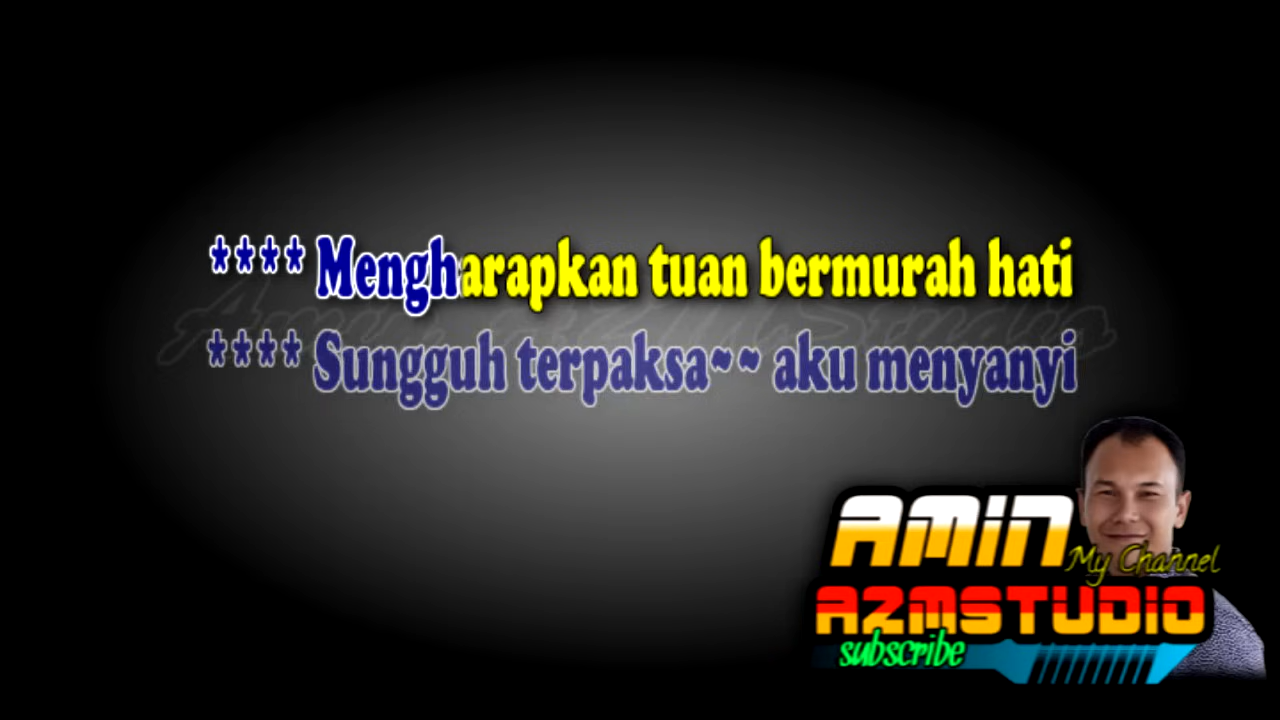 **** Mengharapkan tuan bermurah hati
**** Sungguh terpaksa~~ aku menyanyi
AMIN
My Channel
AZMSTUDIO
subscribe